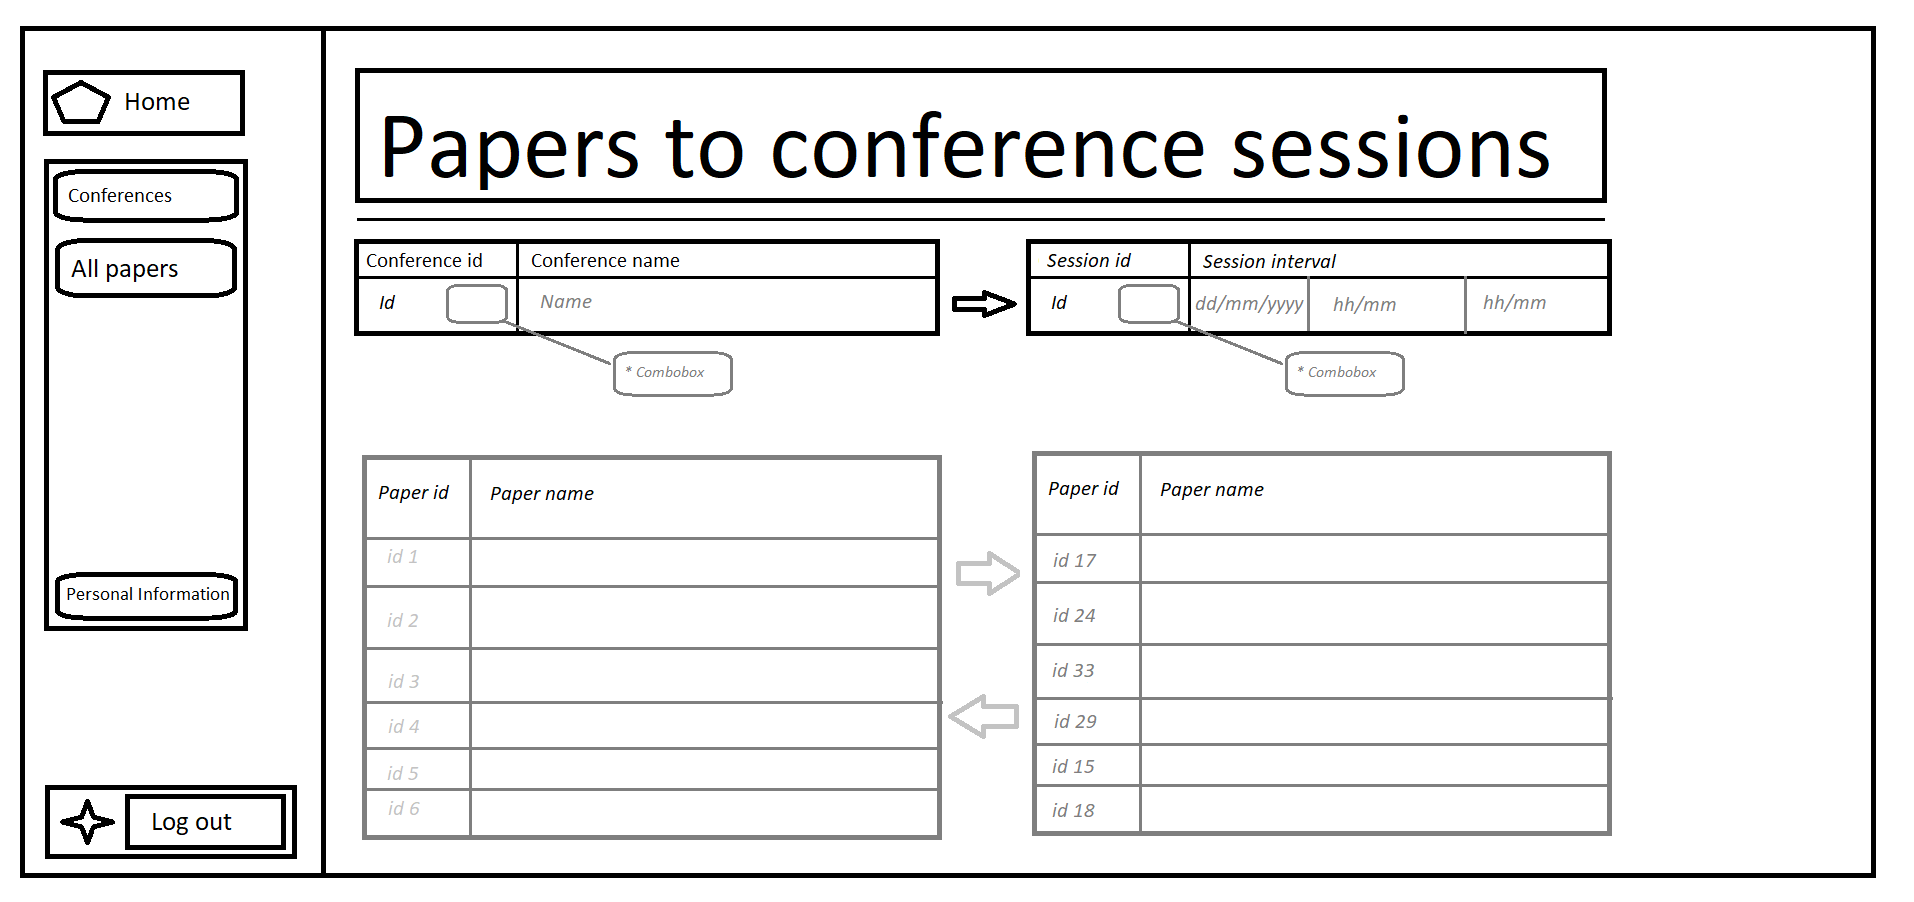 Home
Conferences
All papers
Personal Information
Log out
Papers to conference sessions
Conference id
Conference name
Id
Name
* Combobox
Session id
Session interval
Id
dd/mm/yyyy
hh/mm
hh/mm
* Combobox
Paper id
Paper name
id 1
id 2
id 3
id 4
id 5
id 6
Paper id
Paper name
id 17
id 24
id 33
id 29
id 15
id 18